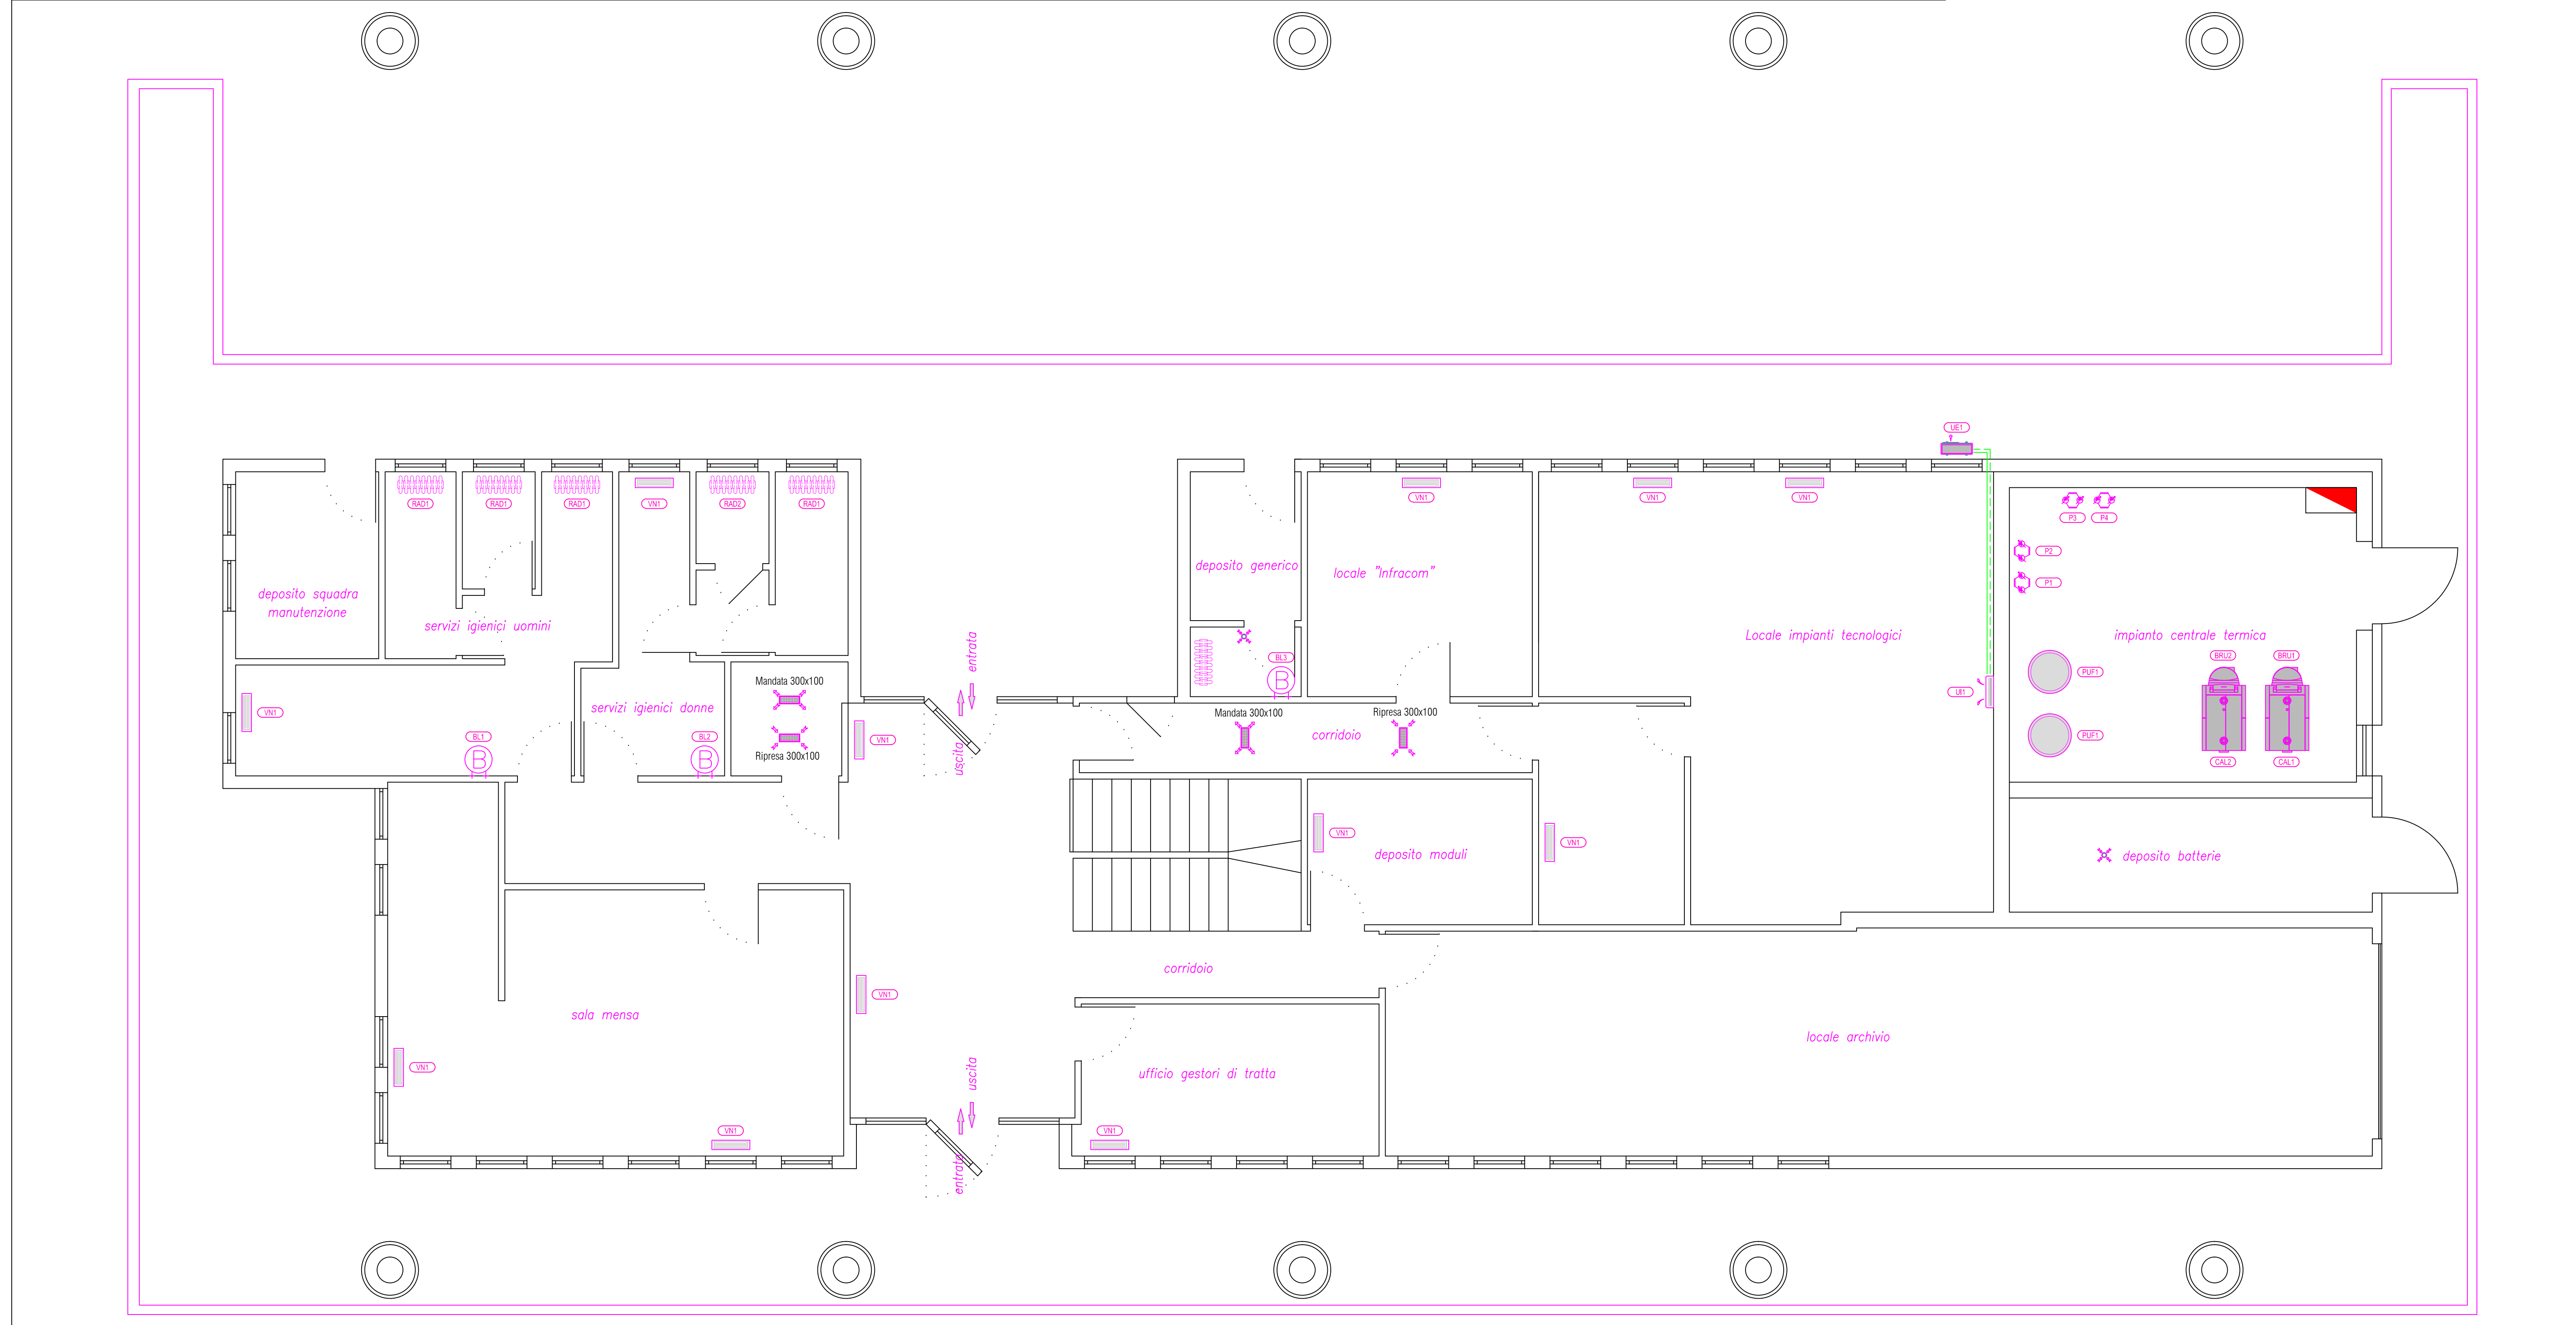 UE1
RAD1
RAD1
RAD1
VN1
RAD2
RAD1
VN1
VN1
VN1
P3
P4
P2
P1
deposito generico
locale "Infracom"
deposito squadra
manutenzione
servizi igienici uomini
entrata
Locale impianti tecnologici
impianto centrale termica
BL3
BRU2
BRU1
PUF1
Mandata 300x100
UI1
servizi igienici donne
VN1
Mandata 300x100
Ripresa 300x100
corridoio
BL1
B
BL2
B
B
VN1
PUF1
Ripresa 300x100
uscita
CAL2
CAL1
VN1
VN1
deposito moduli
deposito batterie
corridoio
VN1
sala mensa
locale archivio
VN1
ufficio gestori di tratta
uscita
VN1
VN1
entrata